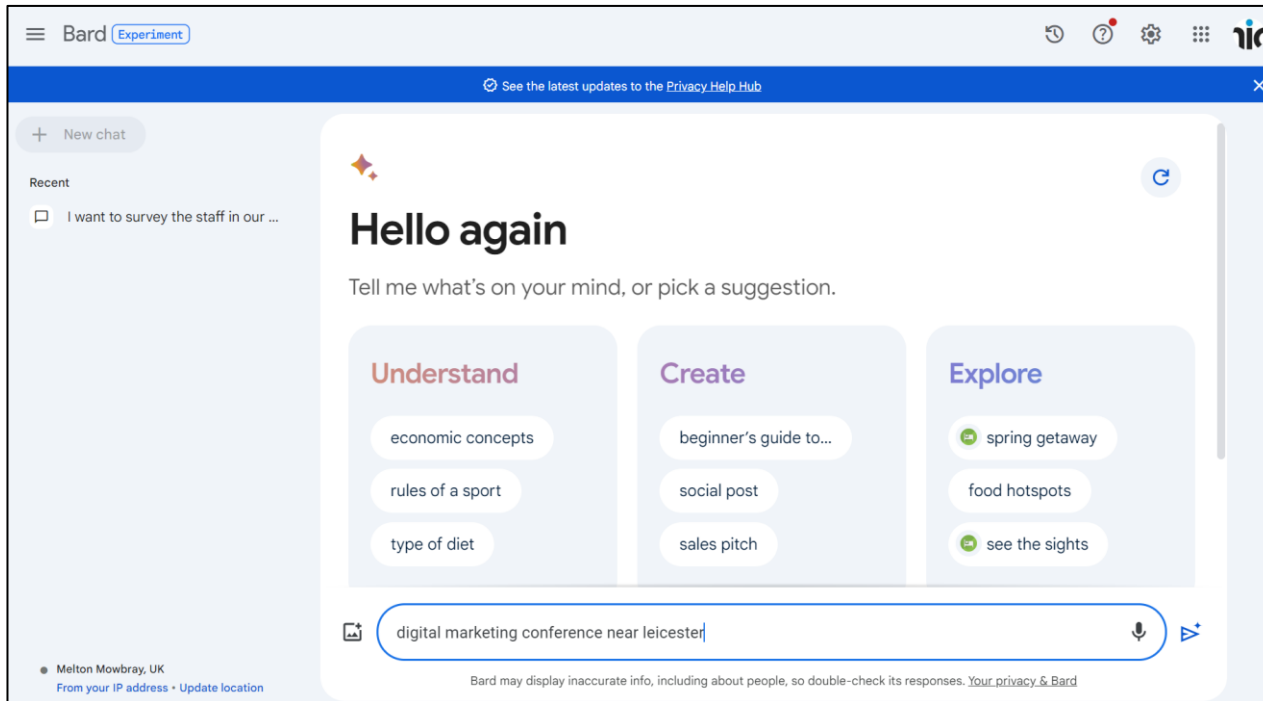 Bard Experiment
See the latest updates to the Privacy Help Hub
New chat
Recent
I want to survey the staff in our ...
Hello again
Tell me what's on your mind, or pick a suggestion.
Understand
economic concepts
rules of a sport
type of diet
Create
beginner's guide to...
social post
sales pitch
Explore
spring getaway
food hotspots
see the sights
digital marketing conference near leicester
Melton Mowbray, UK
From your IP address • Update location
Bard may display inaccurate info, including about people, so double-check its responses. Your privacy & Bard